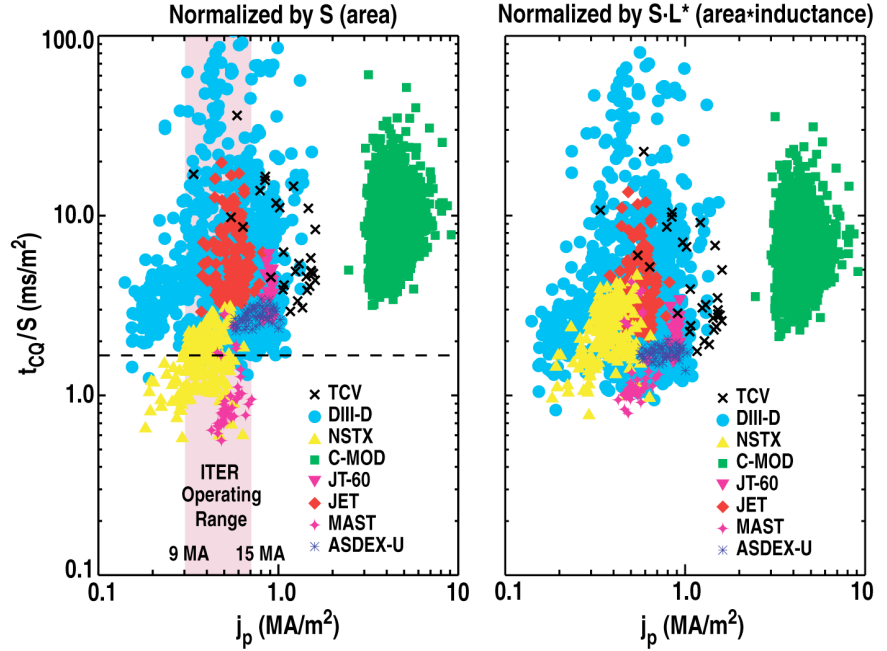 Normalized by S (area)
100.0
10.0
1.0
0.1
t_CQ/S (ms/m²)
TCV
DIII-D
NSTX
C-MOD
JT-60
JET
MAST
ASDEX-U
ITER
Operating
Range
9 MA
15 MA
0.1
1.0
10
j_p (MA/m²)
Normalized by S·L* (area*inductance)
TCV
DIII-D
NSTX
C-MOD
JT-60
JET
MAST
ASDEX-U
0.1
1.0
10
j_p (MA/m²)